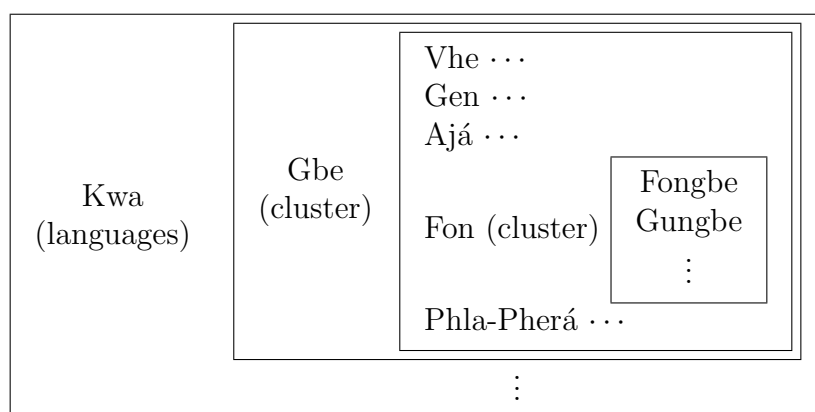 Kwa
(languages)
Gbe
(cluster)
Vhe ⋯
Gen ⋯
Ajá ⋯
Fon (cluster)
Fongbe
Gungbe
⋮
Phla-Pherá ⋯
⋮